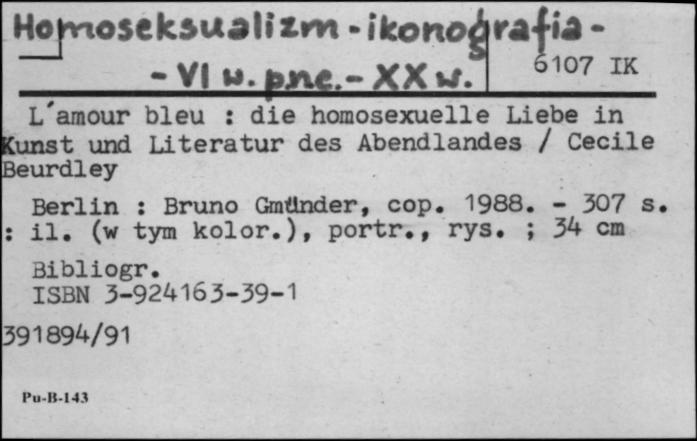 Homoseksualizm - ikonografia -
- VI w. p.n.e. - XX w.
6107 IK
L'amour bleu : die homosexuelle Liebe in
Kunst und Literatur des Abendlandes / Cecile
Beurdley
Berlin : Bruno Gmünder, cop. 1988. - 307 s.
: il. (w tym kolor.), portr., rys. ; 34 cm
Bibliogr.
ISBN 3-924163-39-1
391894/91
Pu-B-143